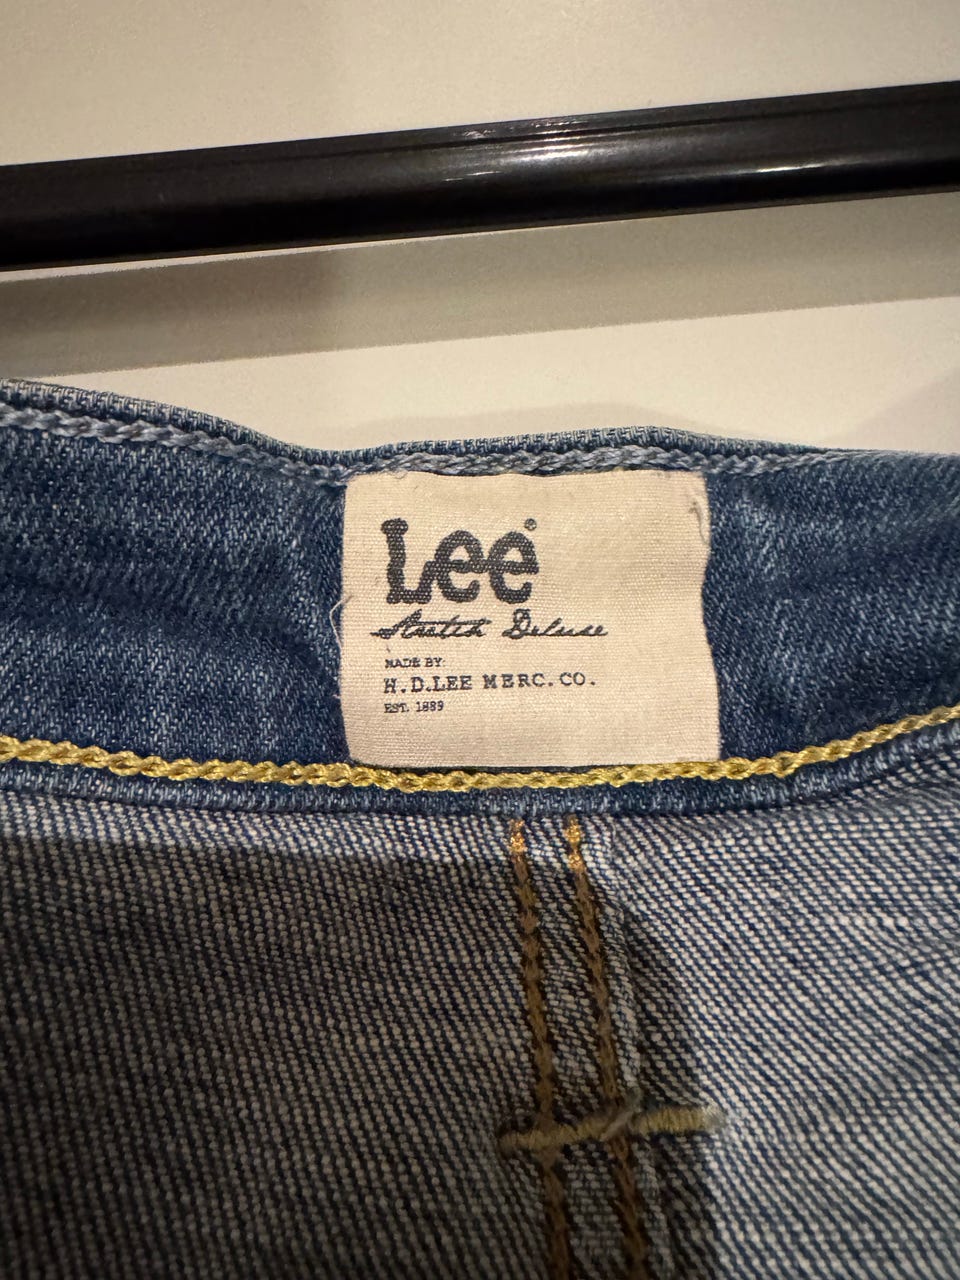 Lee®
Stretch Deluxe
MADE BY:
H.D.LEE MERC.CO.
EST. 1889